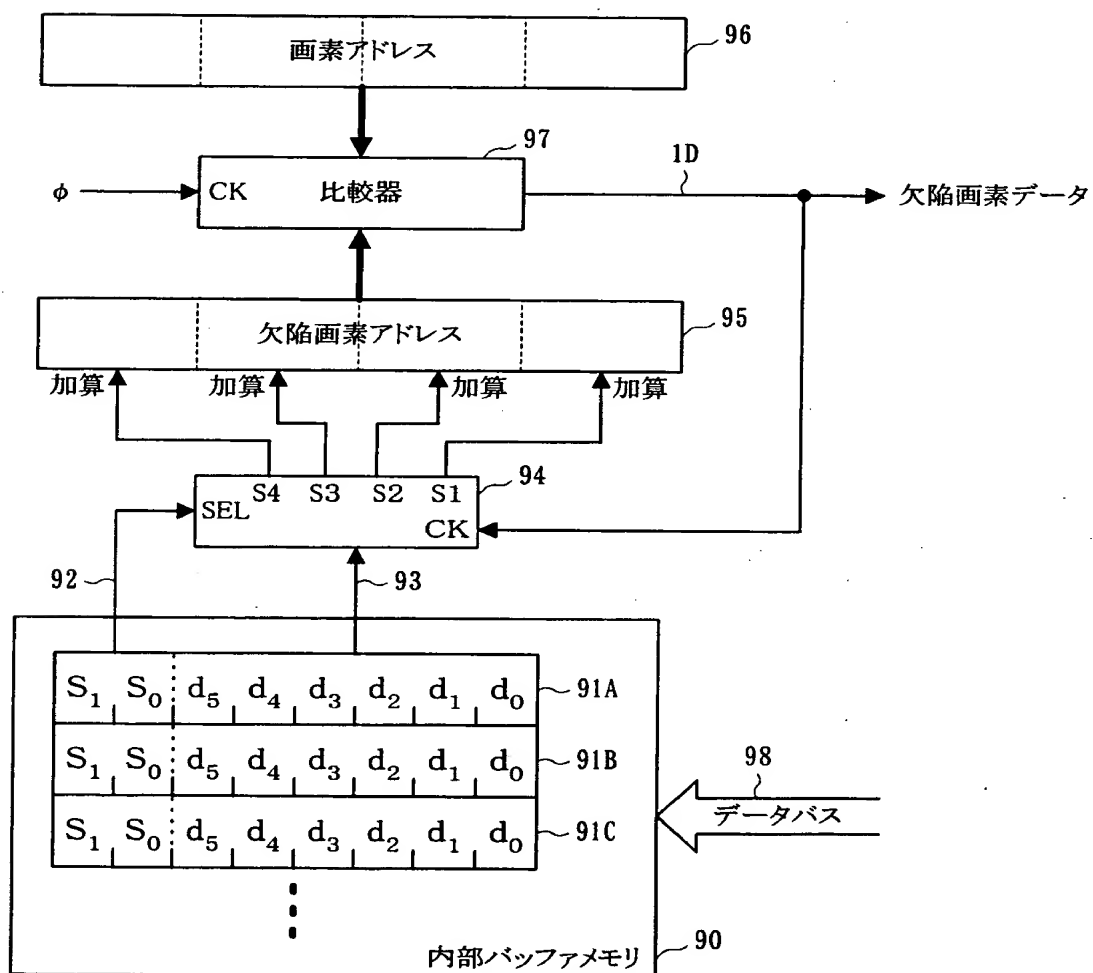 画素アドレス
96
97
1D
φ
CK
比較器
欠陥画素データ
欠陥画素アドレス
95
加算 加算 加算 加算
S4 S3 S2 S1
94
SEL
CK
92
93
S1 S0 d5 d4 d3 d2 d1 d0
91A
S1 S0 d5 d4 d3 d2 d1 d0
91B
98
データバス
S1 S0 d5 d4 d3 d2 d1 d0
91C
内部バッファメモリ
90